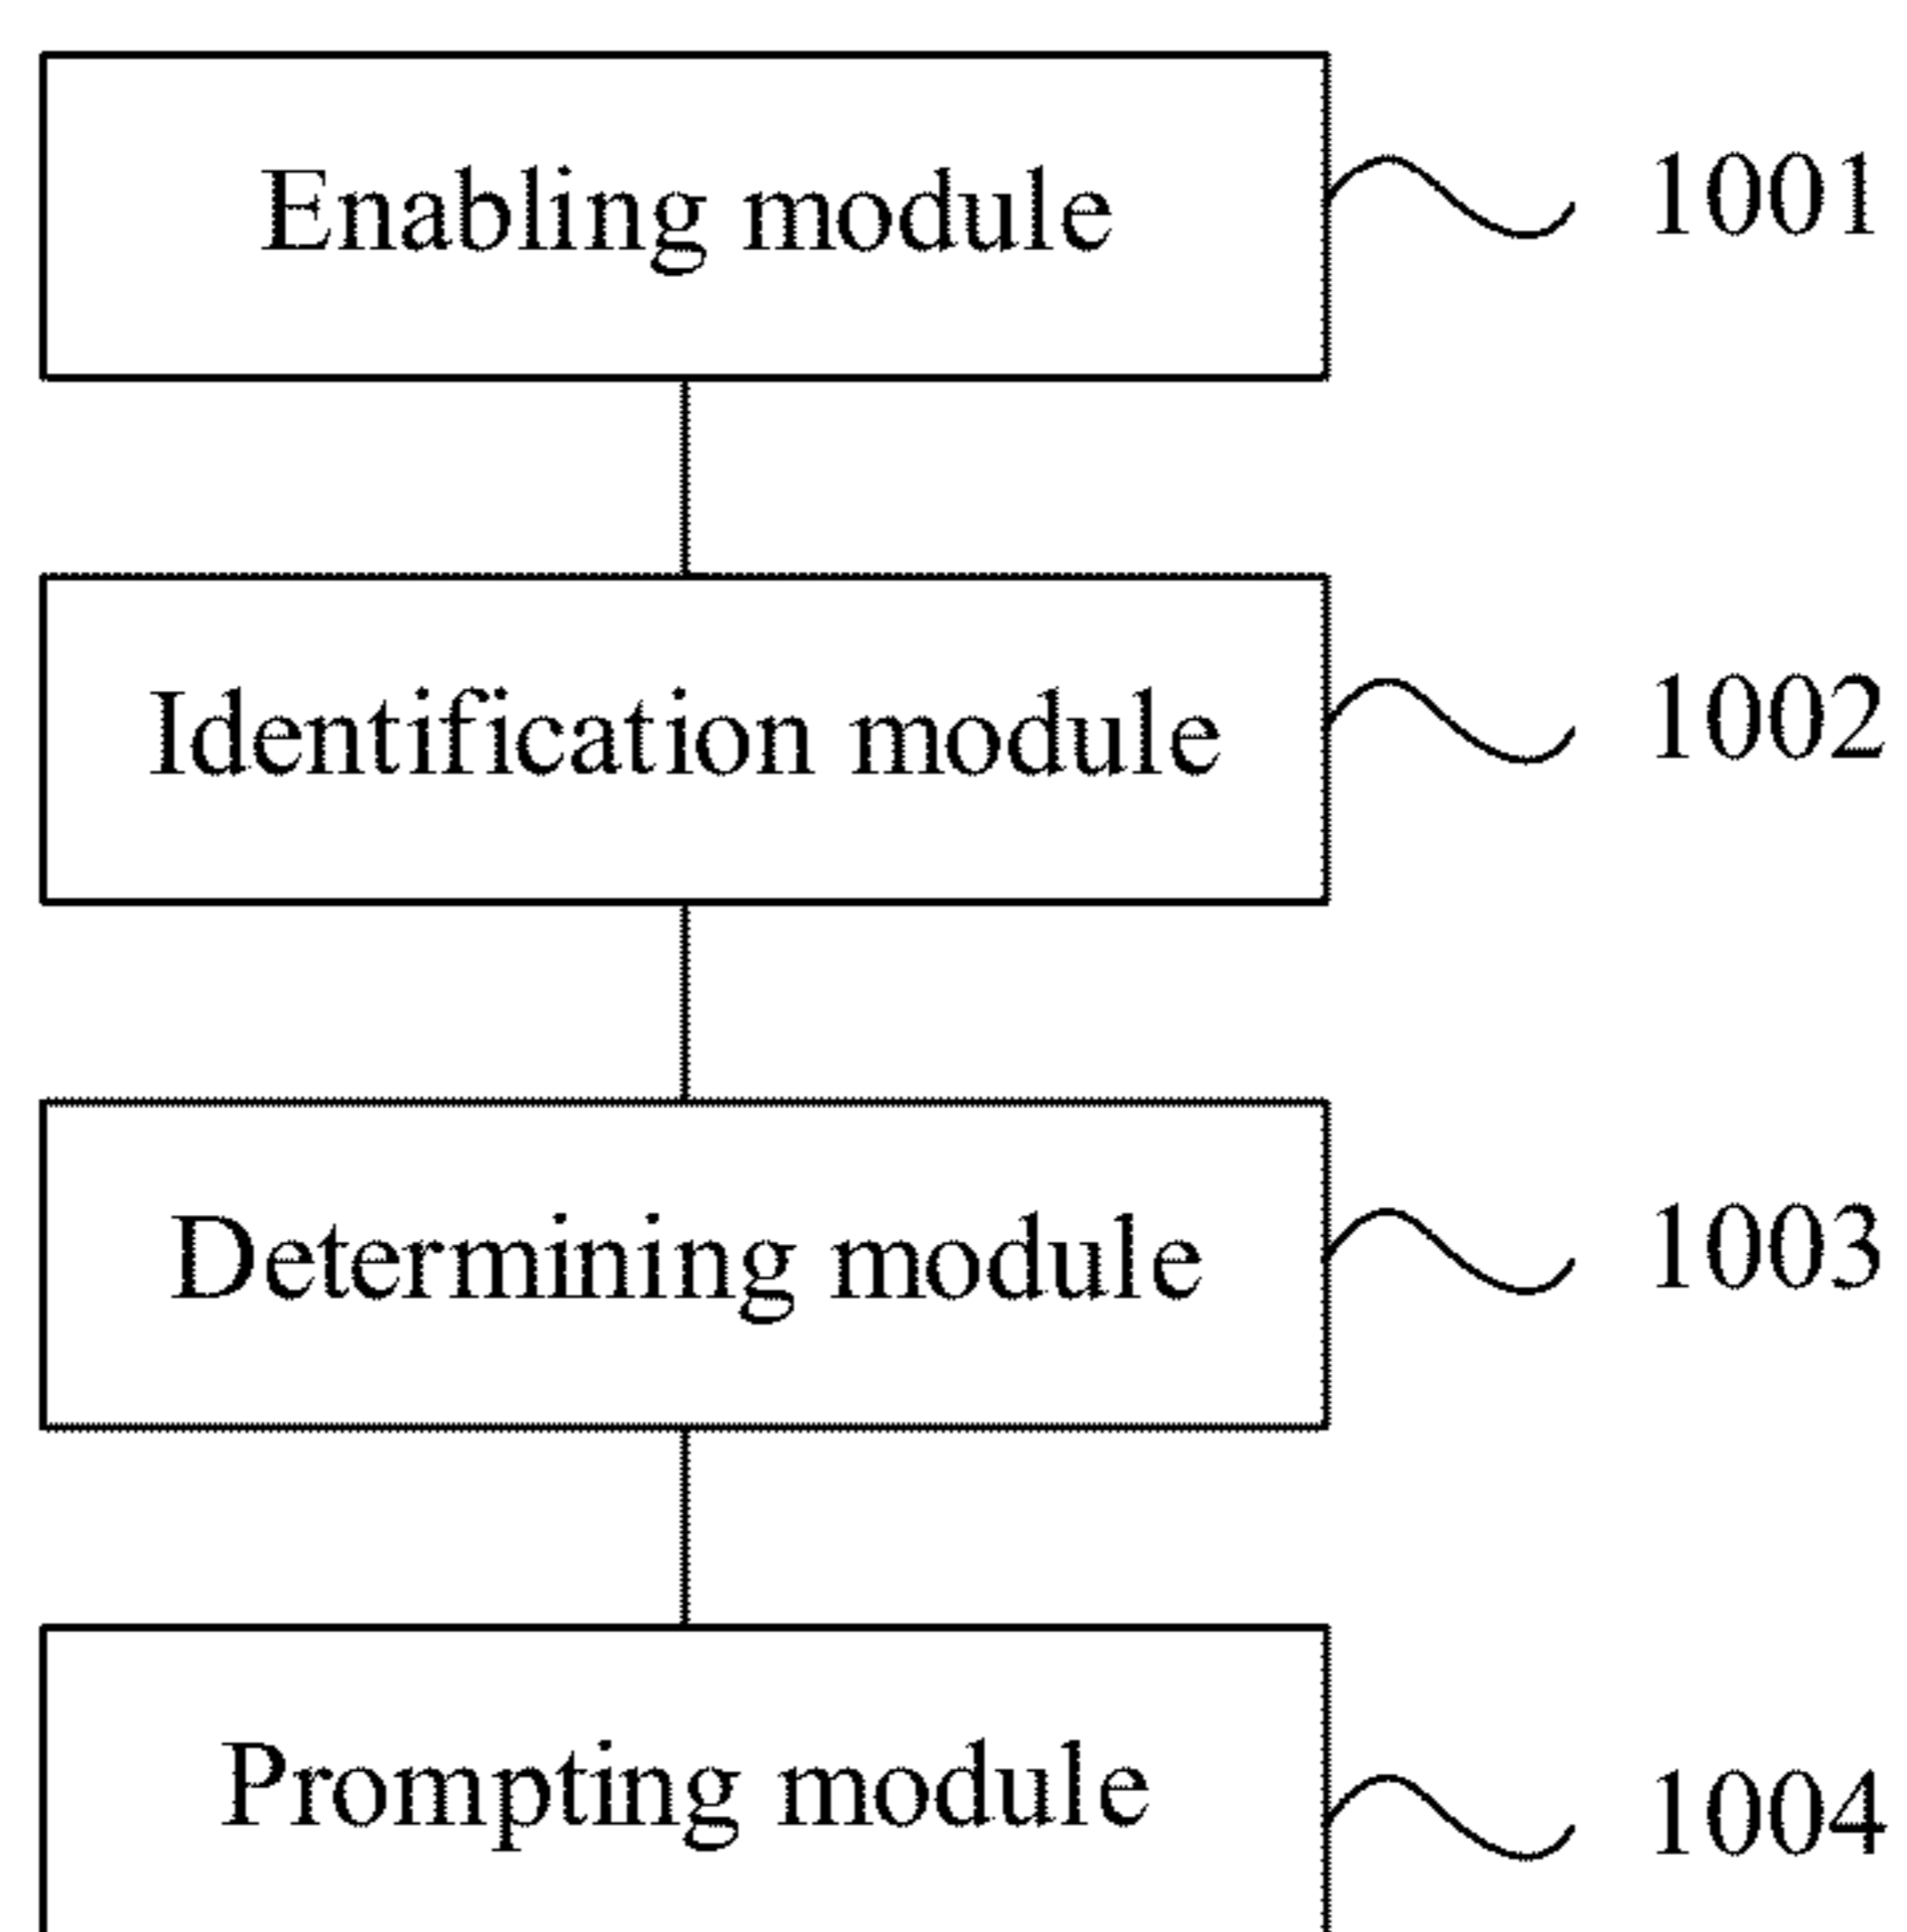 Enabling module 1001
Identification module 1002
Determining module 1003
Prompting module 1004